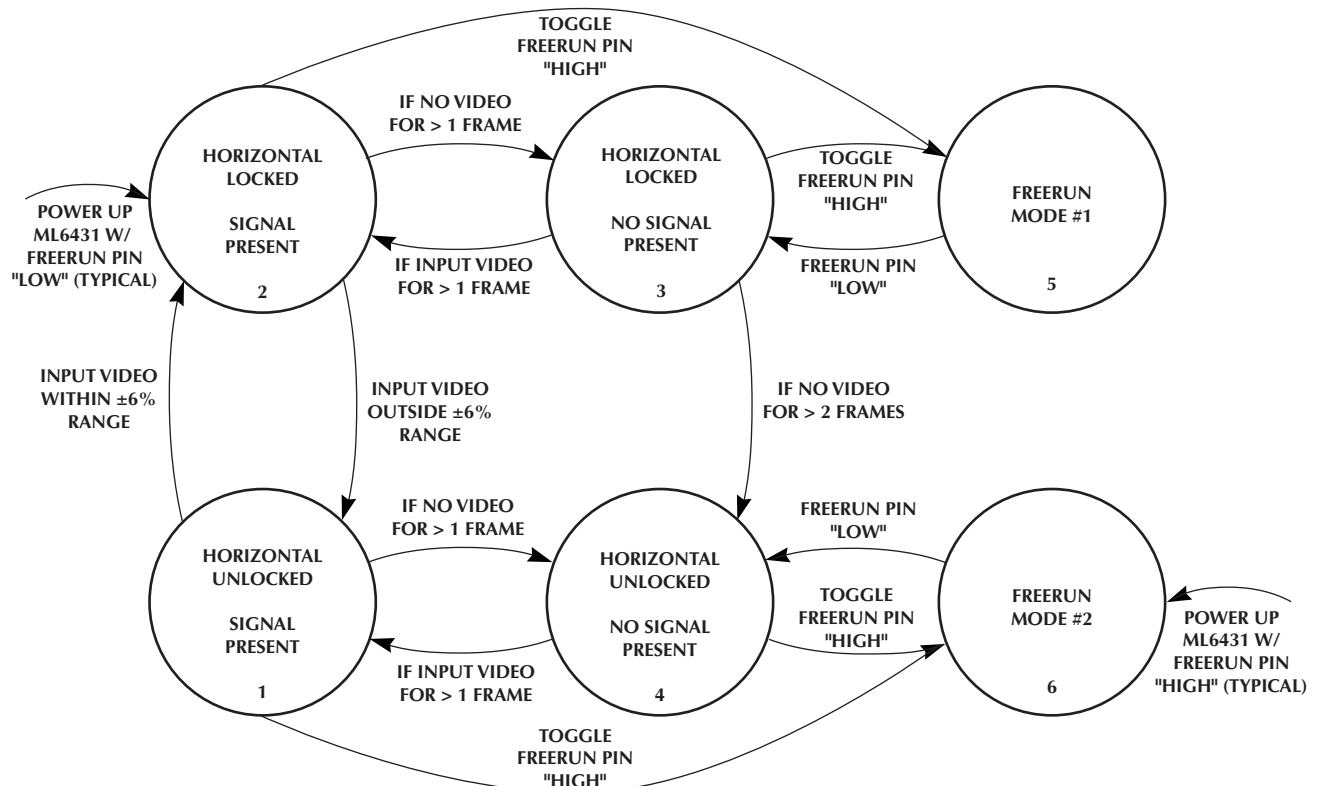 TOGGLE
FREERUN PIN
"HIGH"
IF NO VIDEO
FOR > 1 FRAME
HORIZONTAL
LOCKED
SIGNAL
PRESENT
2
HORIZONTAL
LOCKED
NO SIGNAL
PRESENT
3
TOGGLE
FREERUN PIN
"HIGH"
FREERUN
MODE #1
5
POWER UP
ML6431 W/
FREERUN PIN
"LOW" (TYPICAL)
IF INPUT VIDEO
FOR > 1 FRAME
FREERUN PIN
"LOW"
INPUT VIDEO
WITHIN ±6%
RANGE
INPUT VIDEO
OUTSIDE ±6%
RANGE
IF NO VIDEO
FOR > 2 FRAMES
IF NO VIDEO
FOR > 1 FRAME
FREERUN PIN
"LOW"
HORIZONTAL
UNLOCKED
SIGNAL
PRESENT
1
HORIZONTAL
UNLOCKED
NO SIGNAL
PRESENT
4
TOGGLE
FREERUN PIN
"HIGH"
FREERUN
MODE #2
6
POWER UP
ML6431 W/
FREERUN PIN
"HIGH" (TYPICAL)
IF INPUT VIDEO
FOR > 1 FRAME
TOGGLE
FREERUN PIN
"HIGH"